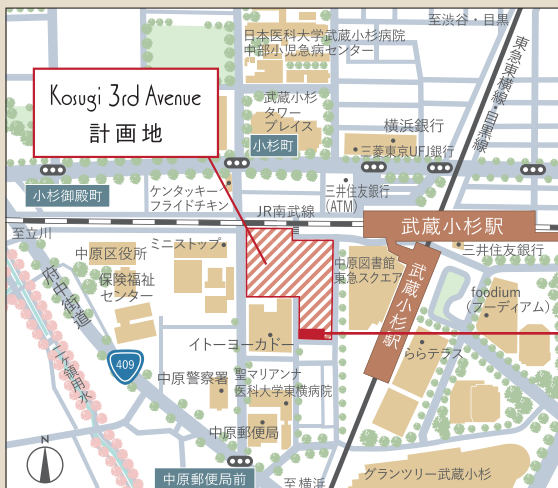 至渋谷・目黒
日本医科大学武蔵小杉病院
中部小児急病センター
東急東横線・目黒線
Kosugi 3rd Avenue
計画地
武蔵小杉
タワー
プレイス
横浜銀行
小杉町
三菱東京UFJ銀行
小杉御殿町
ケンタッキー
フライドチキン
三井住友銀行
(ATM)
JR南武線
武蔵小杉駅
至立川
ミニストップ
中原区役所
三井住友銀行
中原図書館
東急スクエア
武蔵小杉駅
保険福祉
センター
府中街道
foodium
(フーディアム)
イトーヨーカドー
ららテラス
409
二ヶ領用水
中原警察署
聖マリアンナ
医科大学東横病院
中原郵便局
N
中原郵便局前
至横浜
グランツリー武蔵小杉